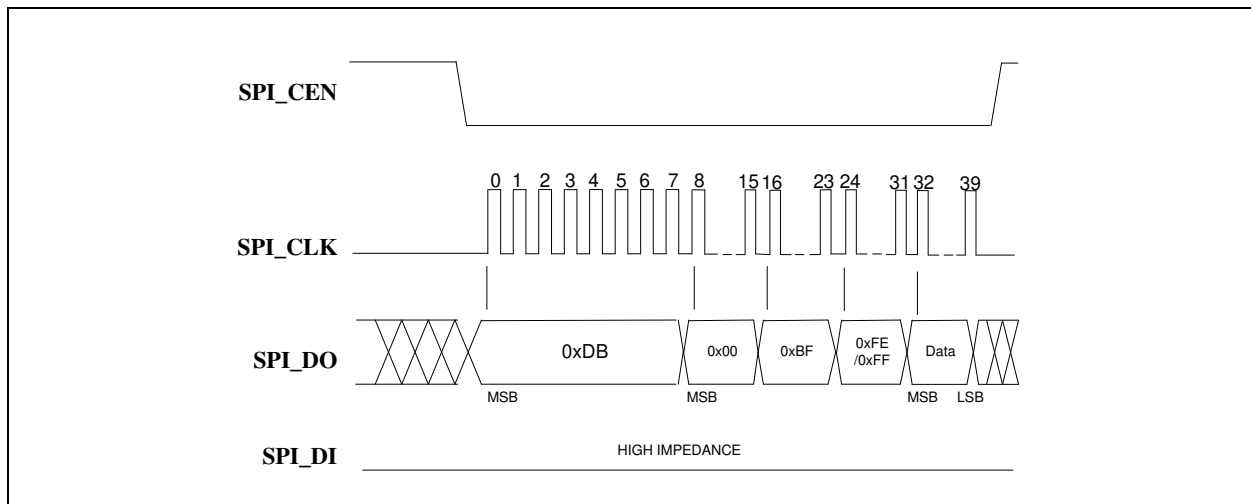 SPI_CEN
0 1 2 3 4 5 6 7 8 15 16 23 24 31 32 39
SPI_CLK
SPI_DO
0xDB
0x00
0xBF
0xFE
/0xFF
Data
MSB MSB MSB LSB
HIGH IMPEDANCE
SPI_DI